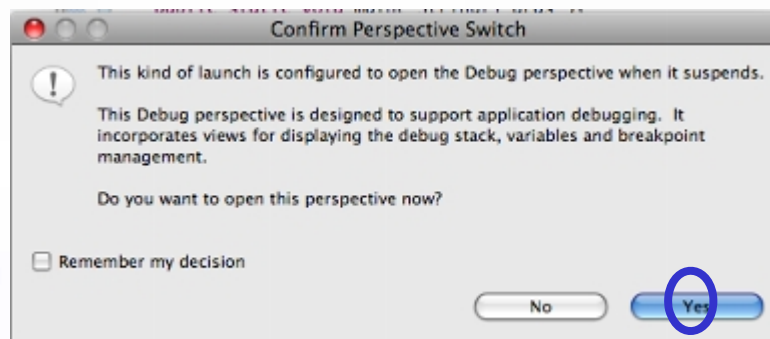 Confirm Perspective Switch
This kind of launch is configured to open the Debug perspective when it suspends.
This Debug perspective is designed to support application debugging. It
incorporates views for displaying the debug stack, variables and breakpoint
management.
Do you want to open this perspective now?
Remember my decision
No
Yes